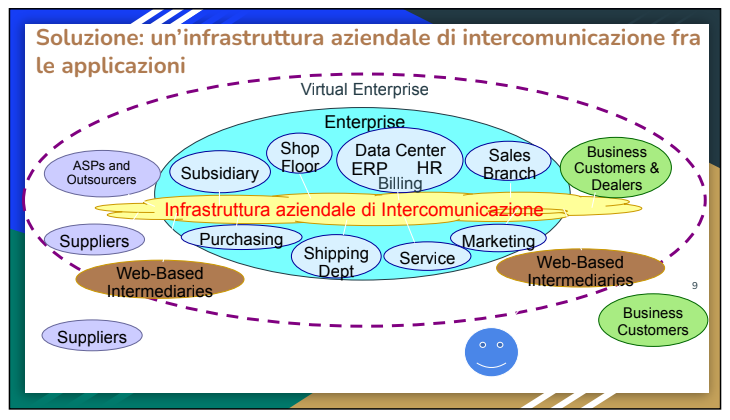 Soluzione: un'infrastruttura aziendale di intercomunicazione fra
le applicazioni
Virtual Enterprise
Enterprise
ASPs and
Outsourcers
Subsidiary
Shop
Floor
Data Center
ERP HR
Billing
Sales
Branch
Business
Customers &
Dealers
Infrastruttura aziendale di Intercomunicazione
Suppliers
Purchasing
Shipping
Dept
Service
Marketing
Web-Based
Intermediaries
Web-Based
Intermediaries
9
Suppliers
Business
Customers